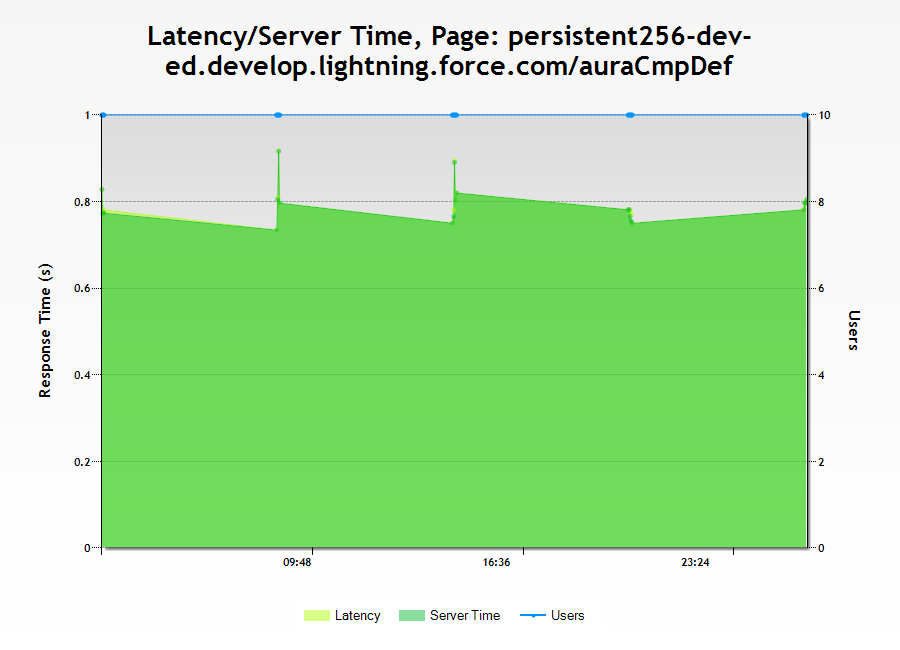 Latency/Server Time, Page: persistent256-dev-
ed.develop.lightning.force.com/auraCmpDef
1
0.8
0.6
0.4
0.2
0
Response Time (s)
10
8
6
4
2
0
Users
09:48
16:36
23:24
Latency
Server Time
Users